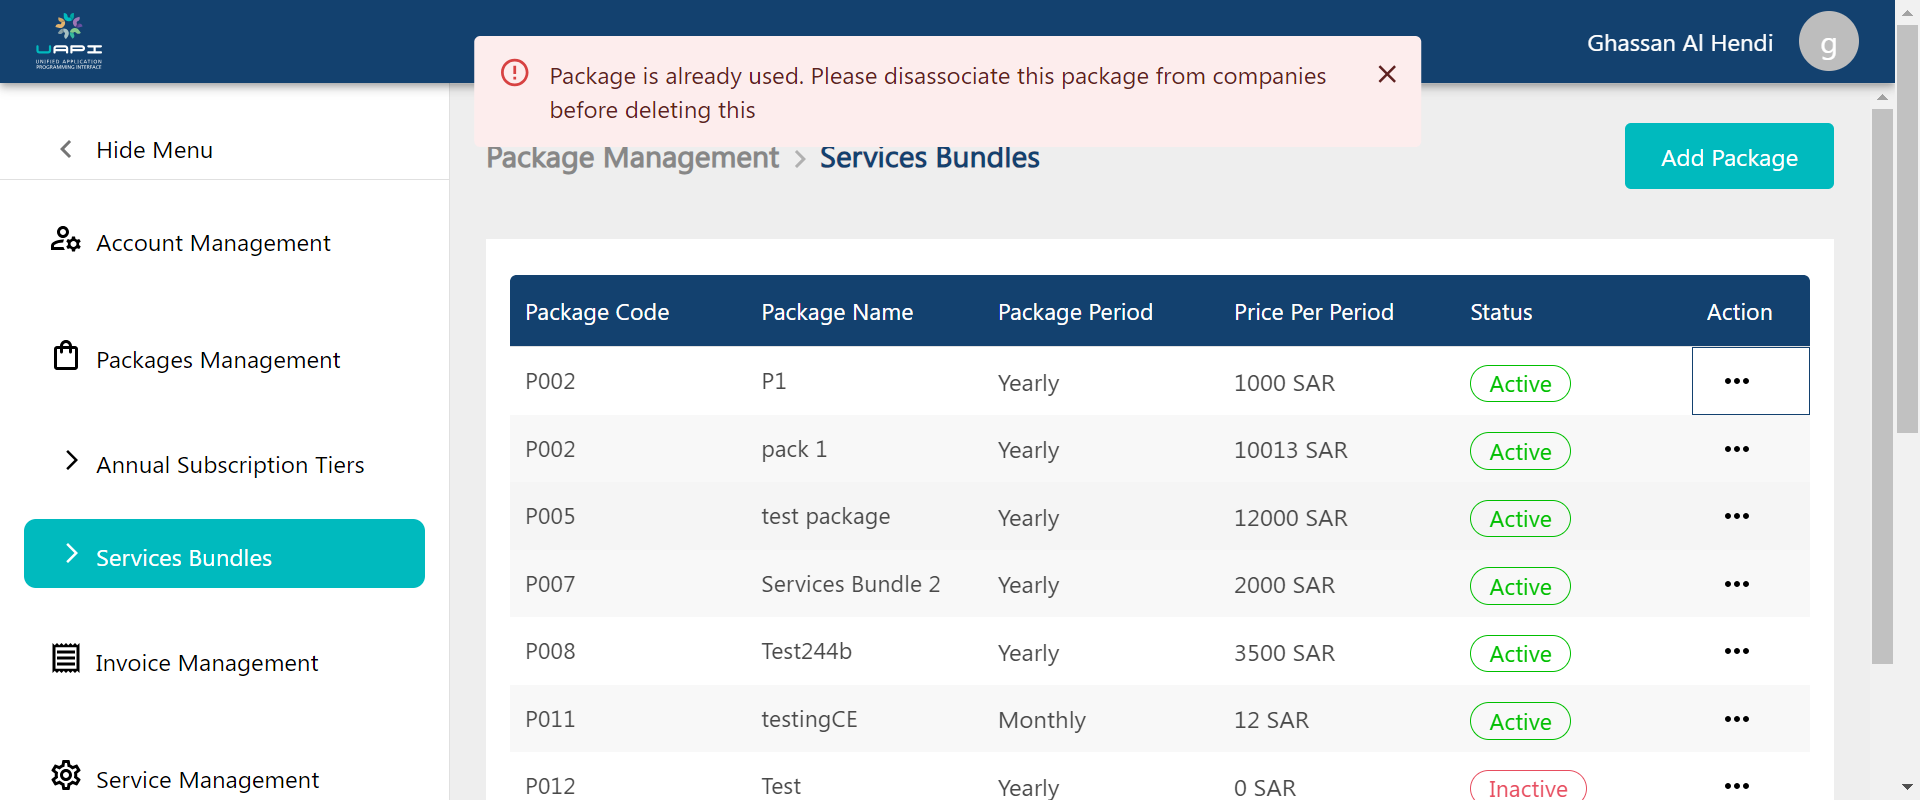 UAPI
UNIFIED APPLICATION
PROGRAMMING INTERFACE
Ghassan Al Hendi
g
Package is already used. Please disassociate this package from companies
before deleting this
Hide Menu
Account Management
Packages Management
Annual Subscription Tiers
Services Bundles
Invoice Management
Service Management
Package Management > Services Bundles
Add Package
Package Code Package Name Package Period Price Per Period Status Action
P002 P1 Yearly 1000 SAR Active
P002 pack 1 Yearly 10013 SAR Active
P005 test package Yearly 12000 SAR Active
P007 Services Bundle 2 Yearly 2000 SAR Active
P008 Test244b Yearly 3500 SAR Active
P011 testingCE Monthly 12 SAR Active
P012 Test Yearly 0 SAR Inactive